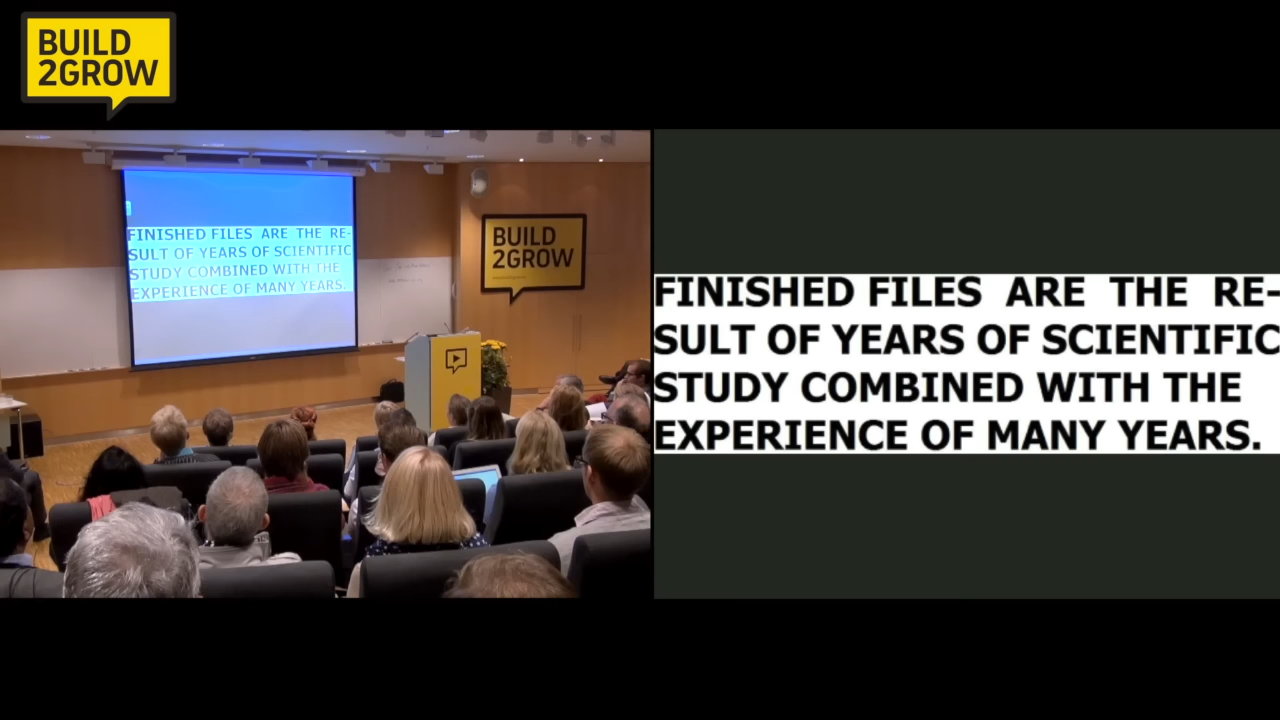 BUILD
2GROW
FINISHED FILES ARE THE RE-
SULT OF YEARS OF SCIENTIFIC
STUDY COMBINED WITH THE
EXPERIENCE OF MANY YEARS.
BUILD
2GROW
FINISHED FILES ARE THE RE-
SULT OF YEARS OF SCIENTIFIC
STUDY COMBINED WITH THE
EXPERIENCE OF MANY YEARS.